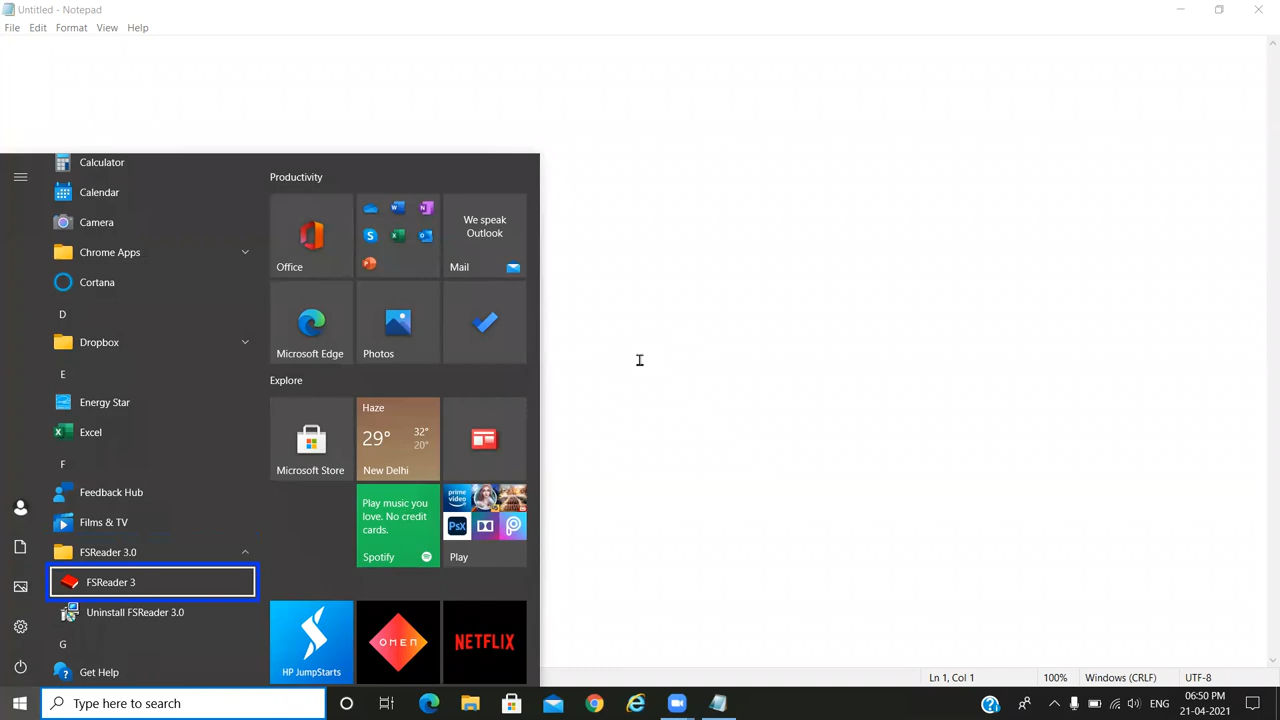 Untitled - Notepad
File Edit Format View Help
Calculator
Calendar
Camera
Chrome Apps
Cortana
D
Dropbox
E
Energy Star
Excel
F
Feedback Hub
Films & TV
FSReader 3.0
FSReader 3
Uninstall FSReader 3.0
G
Get Help
Productivity
Office
We speak
Outlook
Mail
Microsoft Edge
Photos
Explore
Microsoft Store
Haze
29° 32°
20°
New Delhi
Play music you
love. No credit
cards.
Spotify
prime video
PsX
Play
HP JumpStarts
OMEN
NETFLIX
Ln 1, Col 1 100% Windows (CRLF) UTF-8
Type here to search
ENG
06:50 PM
21-04-2021